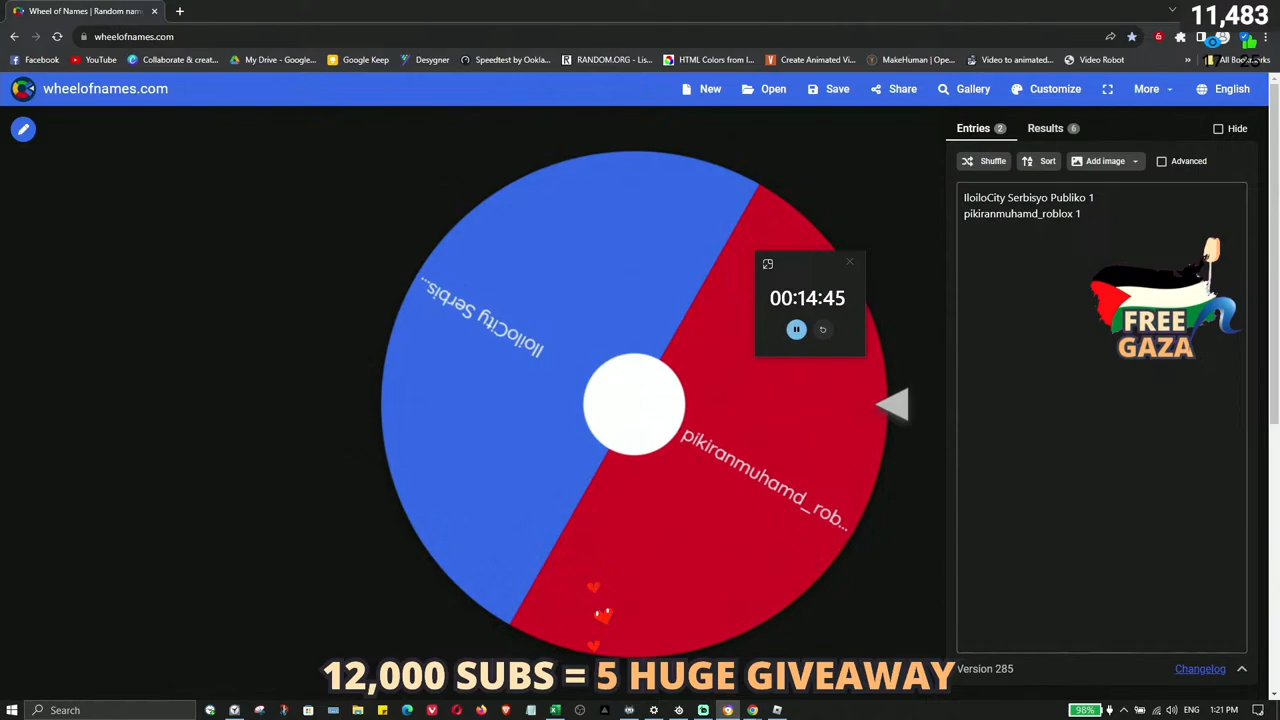 Wheel of Names | Random nam
11,483
wheelofnames.com
Facebook
YouTube
Collaborate & creat...
My Drive - Google...
Google Keep
Desygner
Speedtest by Ookla...
RANDOM.ORG - Lis...
HTML Colors from I...
Create Animated Vi...
MakeHuman | Open...
Video to animated...
Video Robot
All Bookmarks
wheelofnames.com
New
Open
Save
Share
Gallery
Customize
More
English
Entries 2
Results 6
Hide
Shuffle
Sort
Add image
Advanced
IloiloCity Serbisyo Publiko 1
pikiranmuhamd_roblox 1
FREE
GAZA
00:14:45
IloiloCity Serbis...
pikiranmuhamd_rob...
12,000 SUBS = 5 HUGE GIVEAWAY
Version 285
Changelog
Search
98%
ENG
1:21 PM